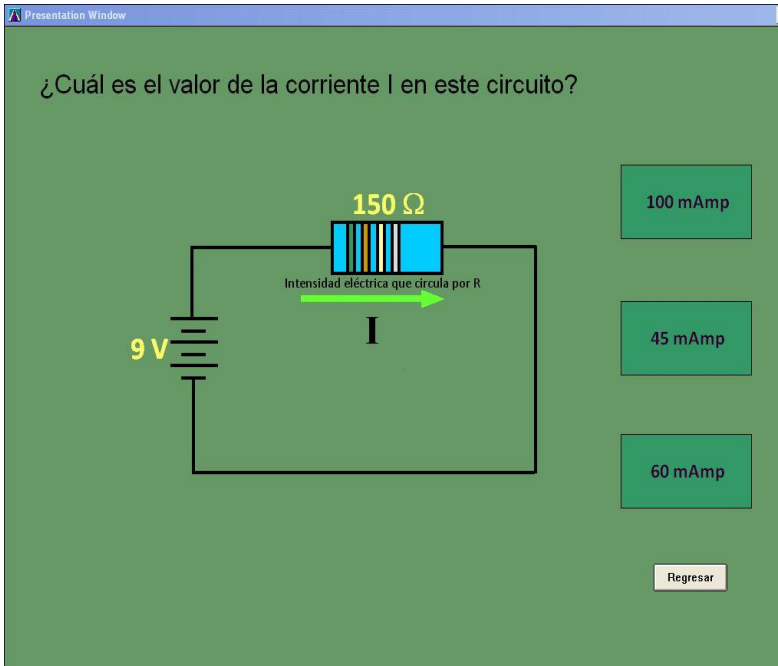 Presentation Window
¿Cuál es el valor de la corriente I en este circuito?
150 Ω
100 mAmp
Intensidad eléctrica que circula por R
I
9 V
45 mAmp
60 mAmp
Regresar